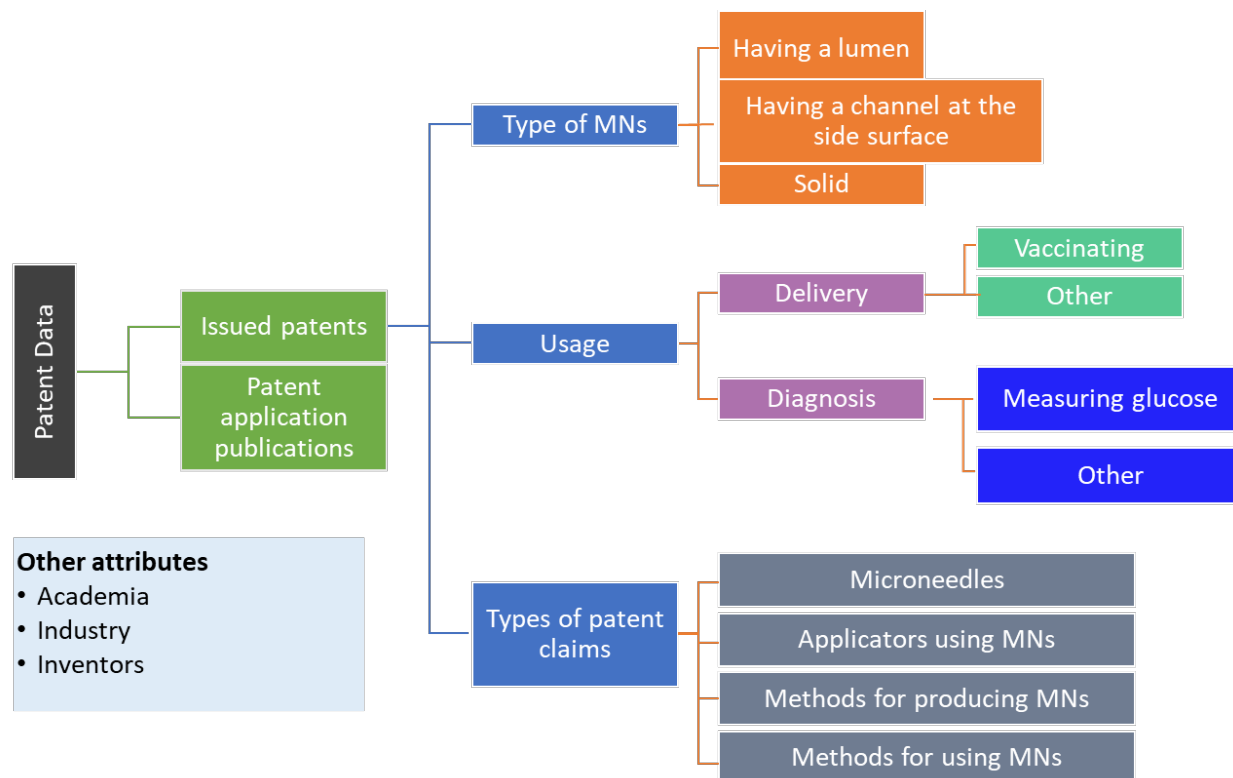 Patent Data
Issued patents
Patent
application
publications
Type of MNs
Having a lumen
Having a channel at the
side surface
Solid
Usage
Delivery
Vaccinating
Other
Diagnosis
Measuring glucose
Other
Types of patent
claims
Microneedles
Applicators using MNs
Methods for producing MNs
Methods for using MNs
Other attributes
• Academia
• Industry
• Inventors